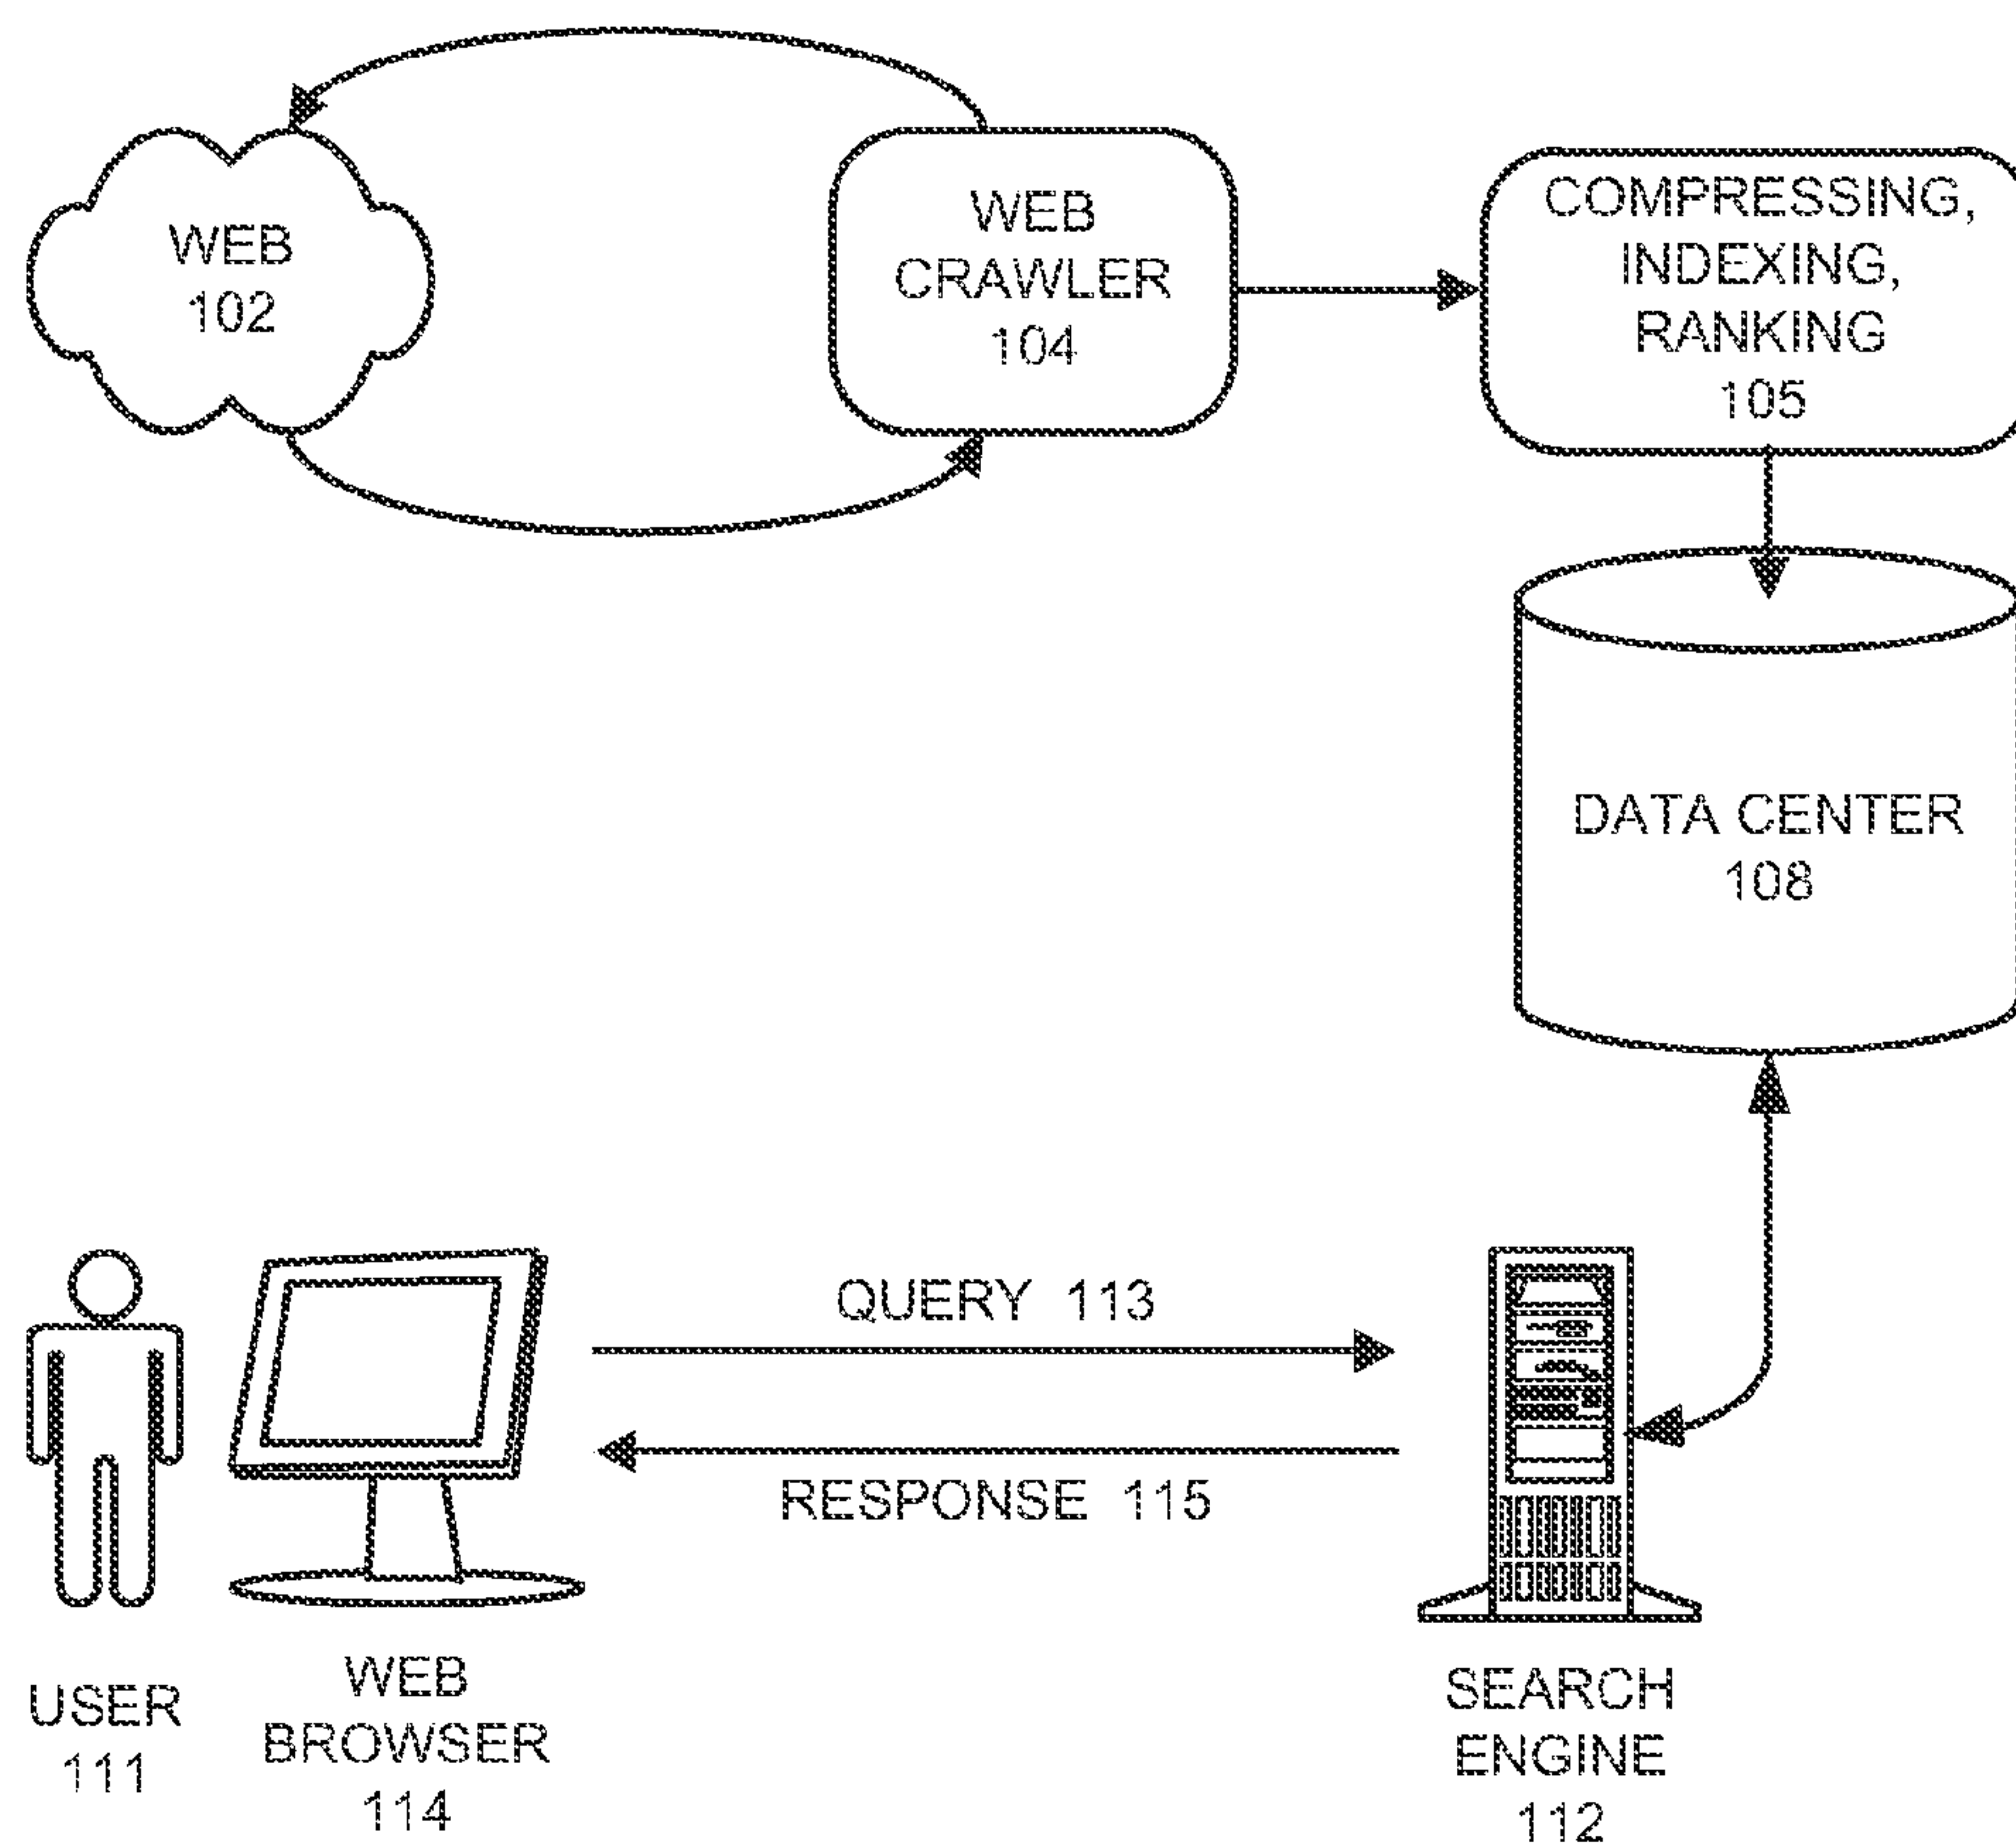 WEB
102
WEB
CRAWLER
104
COMPRESSING,
INDEXING,
RANKING
105
DATA CENTER
108
QUERY 113
RESPONSE 115
USER
111
WEB
BROWSER
114
SEARCH
ENGINE
112